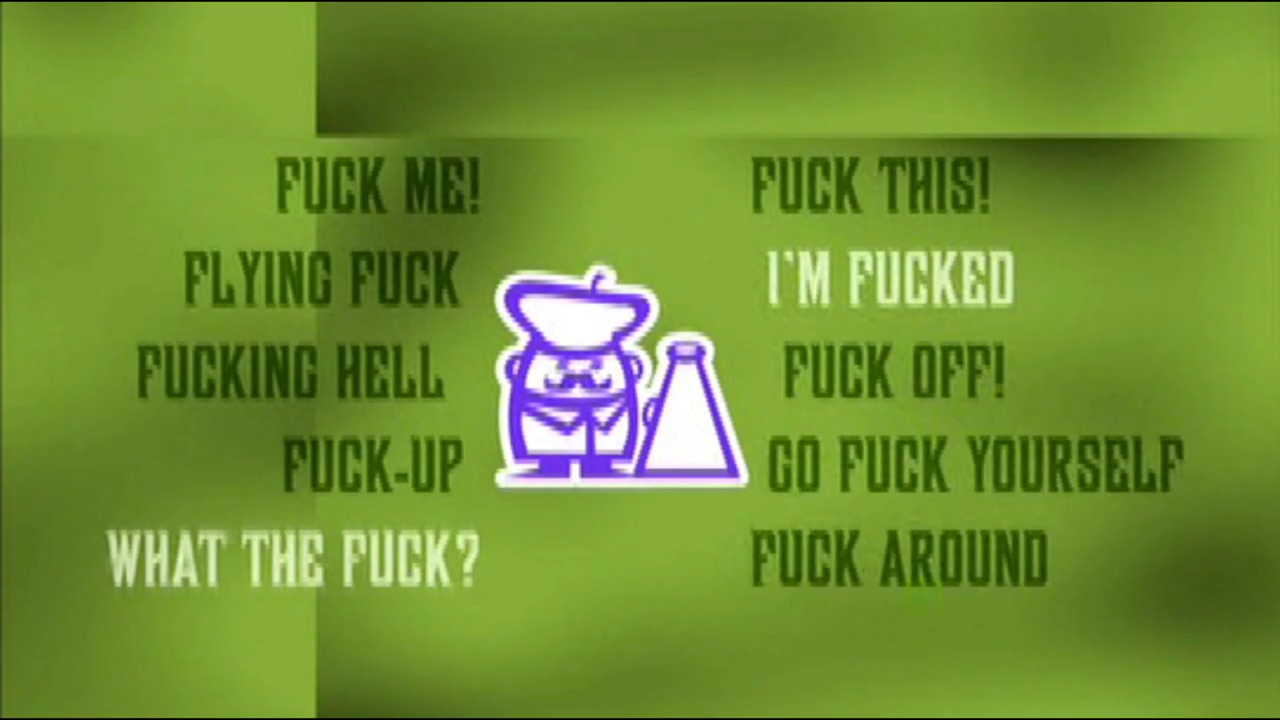 FUCK ME!
FLYING FUCK
FUCKING HELL
FUCK-UP
WHAT THE FUCK?
FUCK THIS!
I'M FUCKED
FUCK OFF!
GO FUCK YOURSELF
FUCK AROUND